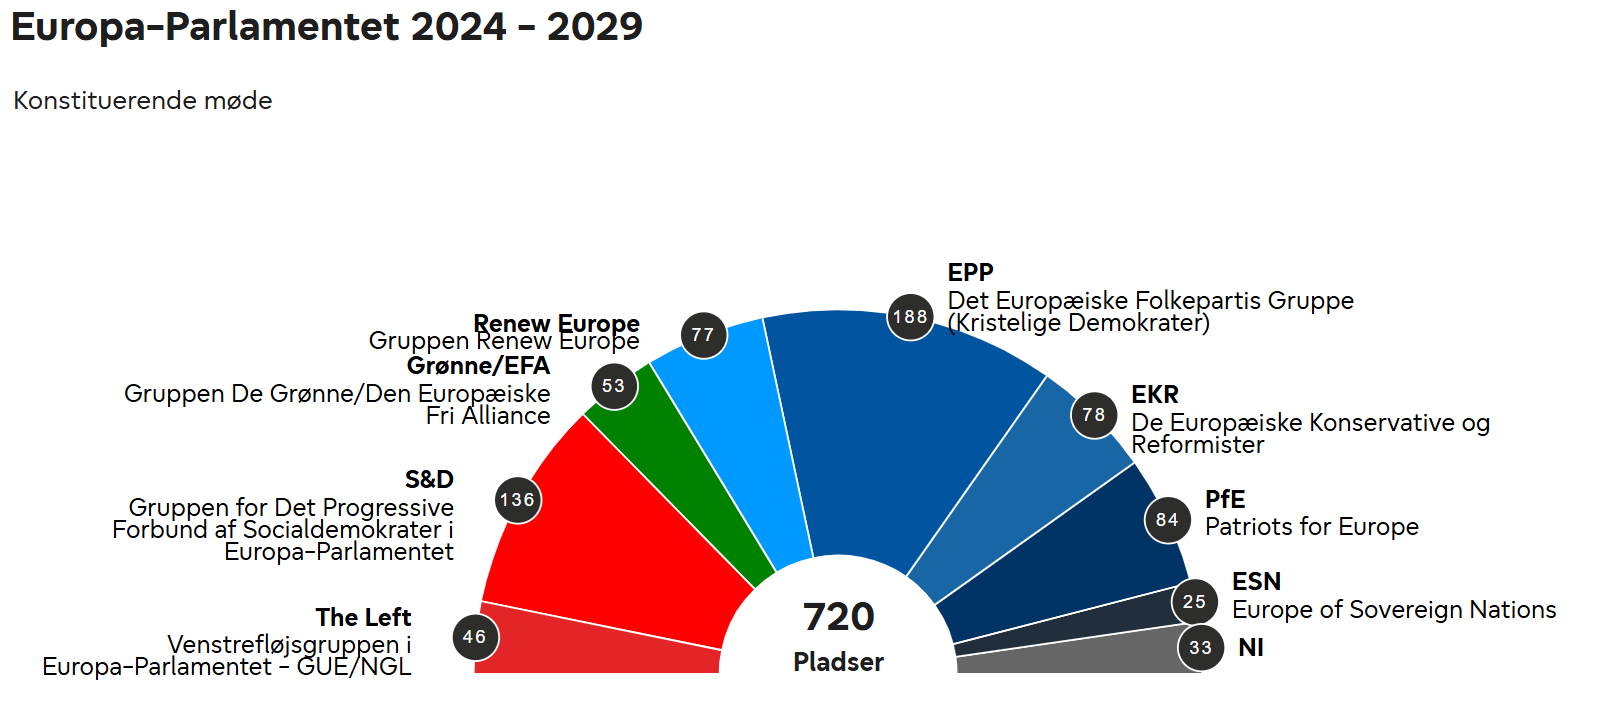 Europa-Parlamentet 2024 - 2029
Konstituerende møde
EPP
Det Europæiske Folkepartis Gruppe
(Kristelige Demokrater)
188
Renew Europe
Gruppen Renew Europe
77
Grønne/EFA
Gruppen De Grønne/Den Europæiske
Fri Alliance
53
EKR
De Europæiske Konservative og
Reformister
78
S&D
Gruppen for Det Progressive
Forbund af Socialdemokrater i
Europa-Parlamentet
136
PfE
Patriots for Europe
84
ESN
Europe of Sovereign Nations
25
The Left
Venstrefløjsgruppen i
Europa-Parlamentet - GUE/NGL
46
NI
33
720
Pladser